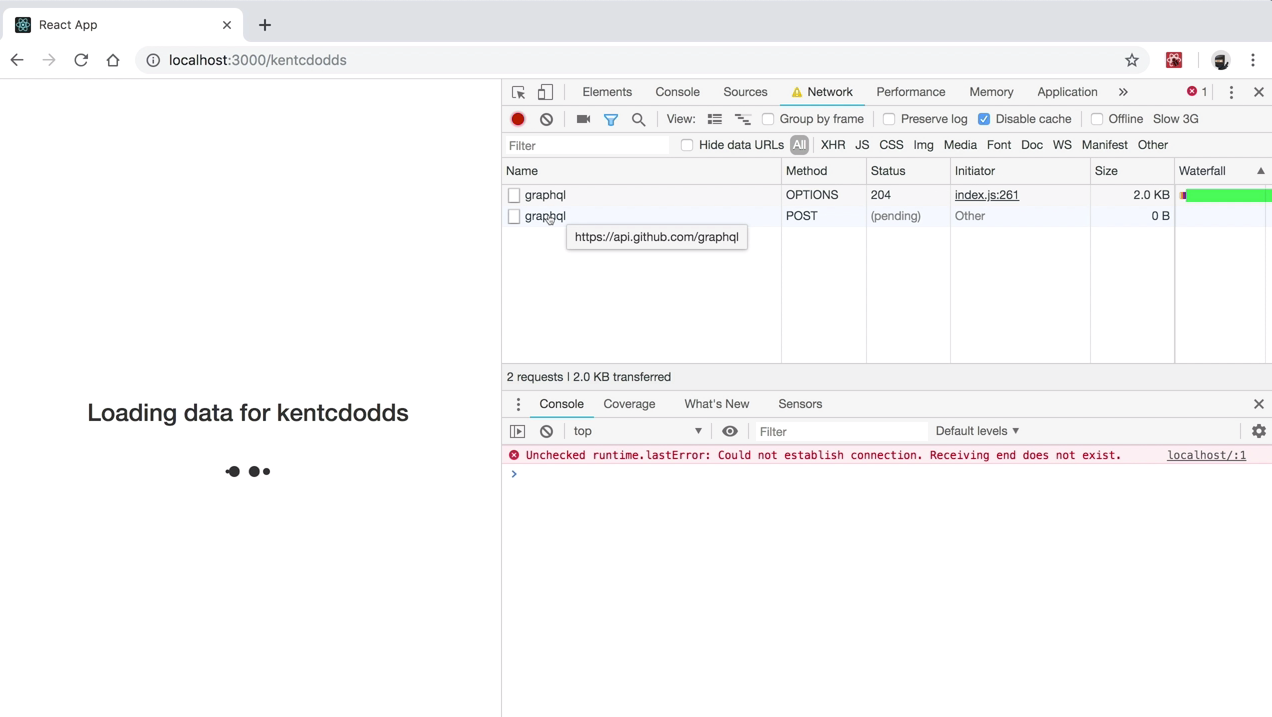 React App
localhost:3000/kentcdodds
Elements Console Sources Network Performance Memory Application » 1
View: Group by frame Preserve log Disable cache Offline Slow 3G
Filter Hide data URLs All XHR JS CSS Img Media Font Doc WS Manifest Other
Name Method Status Initiator Size Waterfall
graphql OPTIONS 204 index.js:261 2.0 KB
graphql POST (pending) Other 0 B
https://api.github.com/graphql
2 requests | 2.0 KB transferred
Console Coverage What's New Sensors
top Filter Default levels
Unchecked runtime.lastError: Could not establish connection. Receiving end does not exist. localhost/:1
Loading data for kentcdodds